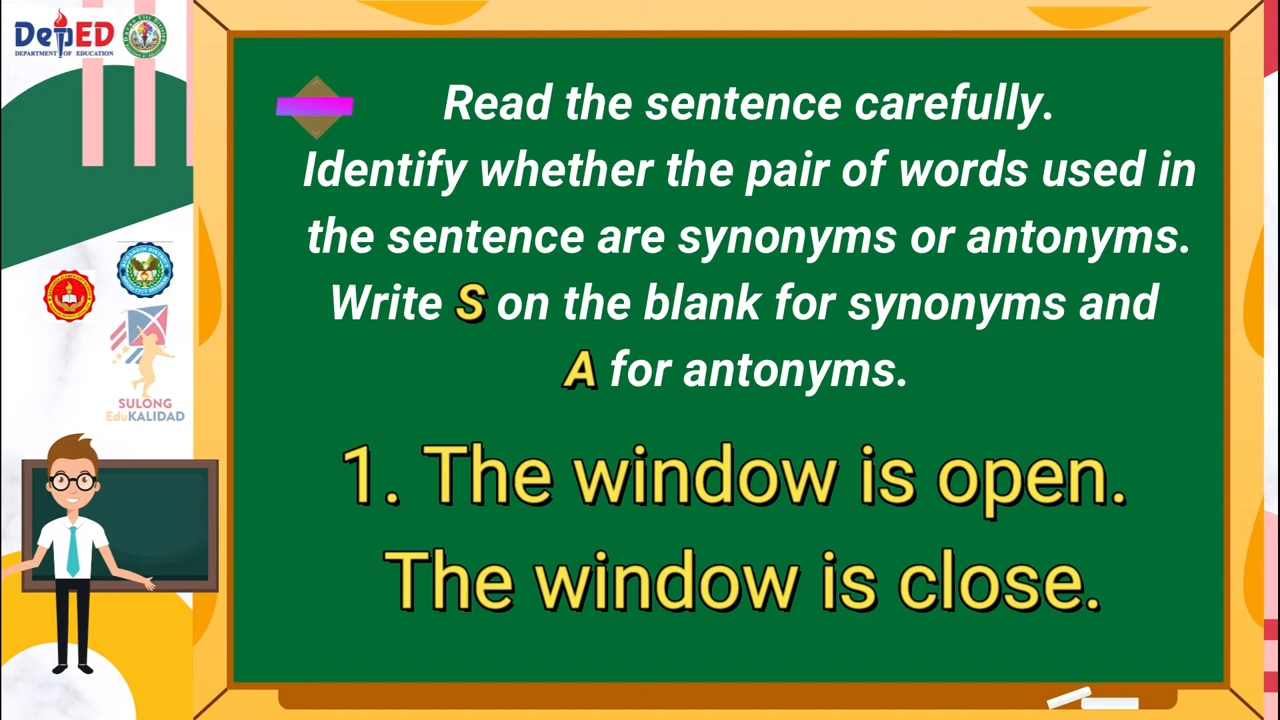 DepED
DEPARTMENT OF EDUCATION
Read the sentence carefully.
Identify whether the pair of words used in
the sentence are synonyms or antonyms.
Write S on the blank for synonyms and
A for antonyms.
SULONG
EduKALIDAD
1. The window is open.
The window is close.